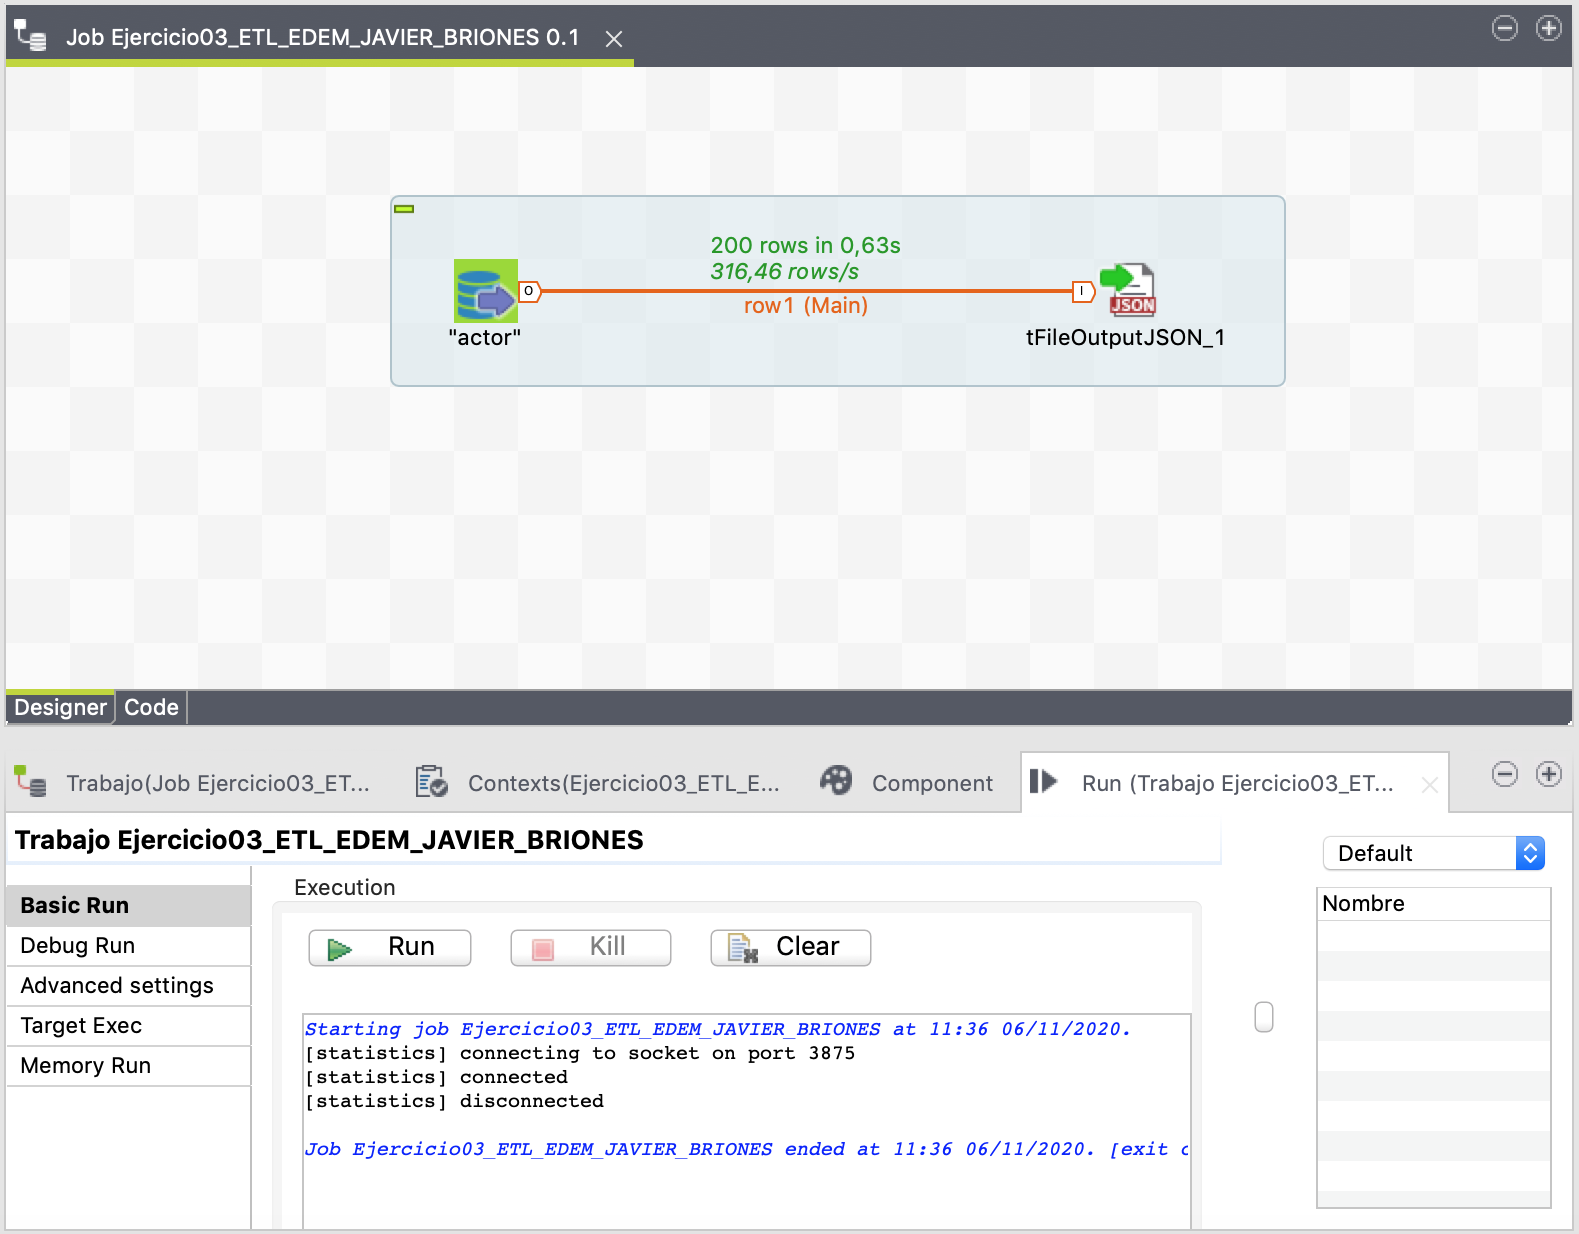 Job Ejercicio03_ETL_EDEM_JAVIER_BRIONES 0.1
200 rows in 0,63s
316,46 rows/s
O
I
row1 (Main)
JSON
"actor"
tFileOutputJSON_1
Designer
Code
Trabajo(Job Ejercicio03_ET...
Contexts(Ejercicio03_ETL_E...
Component
Run (Trabajo Ejercicio03_ET...
Trabajo Ejercicio03_ETL_EDEM_JAVIER_BRIONES
Default
Basic Run
Debug Run
Advanced settings
Target Exec
Memory Run
Execution
Run
Kill
Clear
Nombre
Starting job Ejercicio03_ETL_EDEM_JAVIER_BRIONES at 11:36 06/11/2020.
[statistics] connecting to socket on port 3875
[statistics] connected
[statistics] disconnected
Job Ejercicio03_ETL_EDEM_JAVIER_BRIONES ended at 11:36 06/11/2020. [exit c